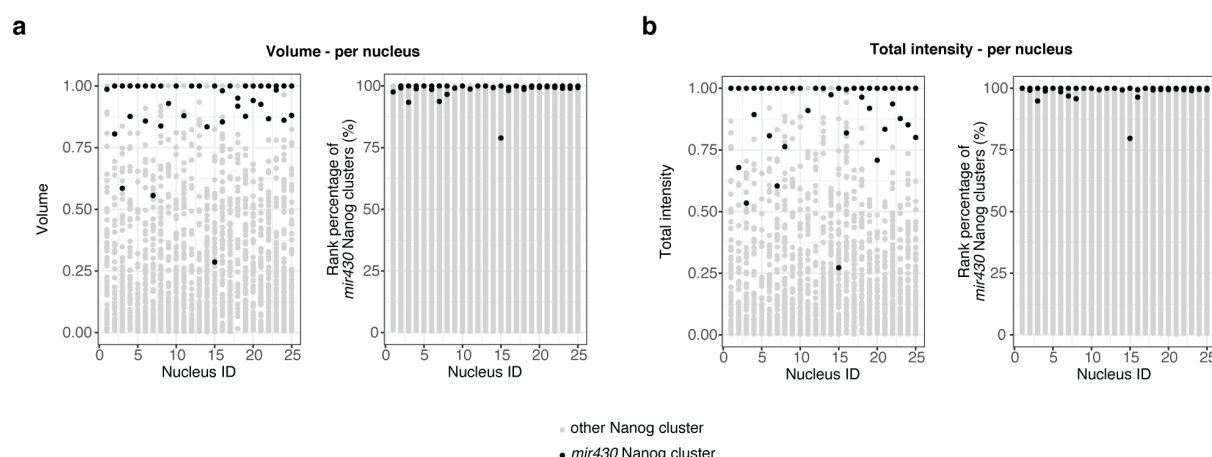 a
Volume - per nucleus
Volume
1.00
0.75
0.50
0.25
0.00
0 5 10 15 20 25
Nucleus ID
Rank percentage of
mir430 Nanog clusters (%)
100
75
50
25
0
0 5 10 15 20 25
Nucleus ID
b
Total intensity - per nucleus
Total intensity
1.00
0.75
0.50
0.25
0.00
0 5 10 15 20 25
Nucleus ID
Rank percentage of
mir430 Nanog clusters (%)
100
75
50
25
0
0 5 10 15 20 25
Nucleus ID
other Nanog cluster
mir430 Nanog cluster